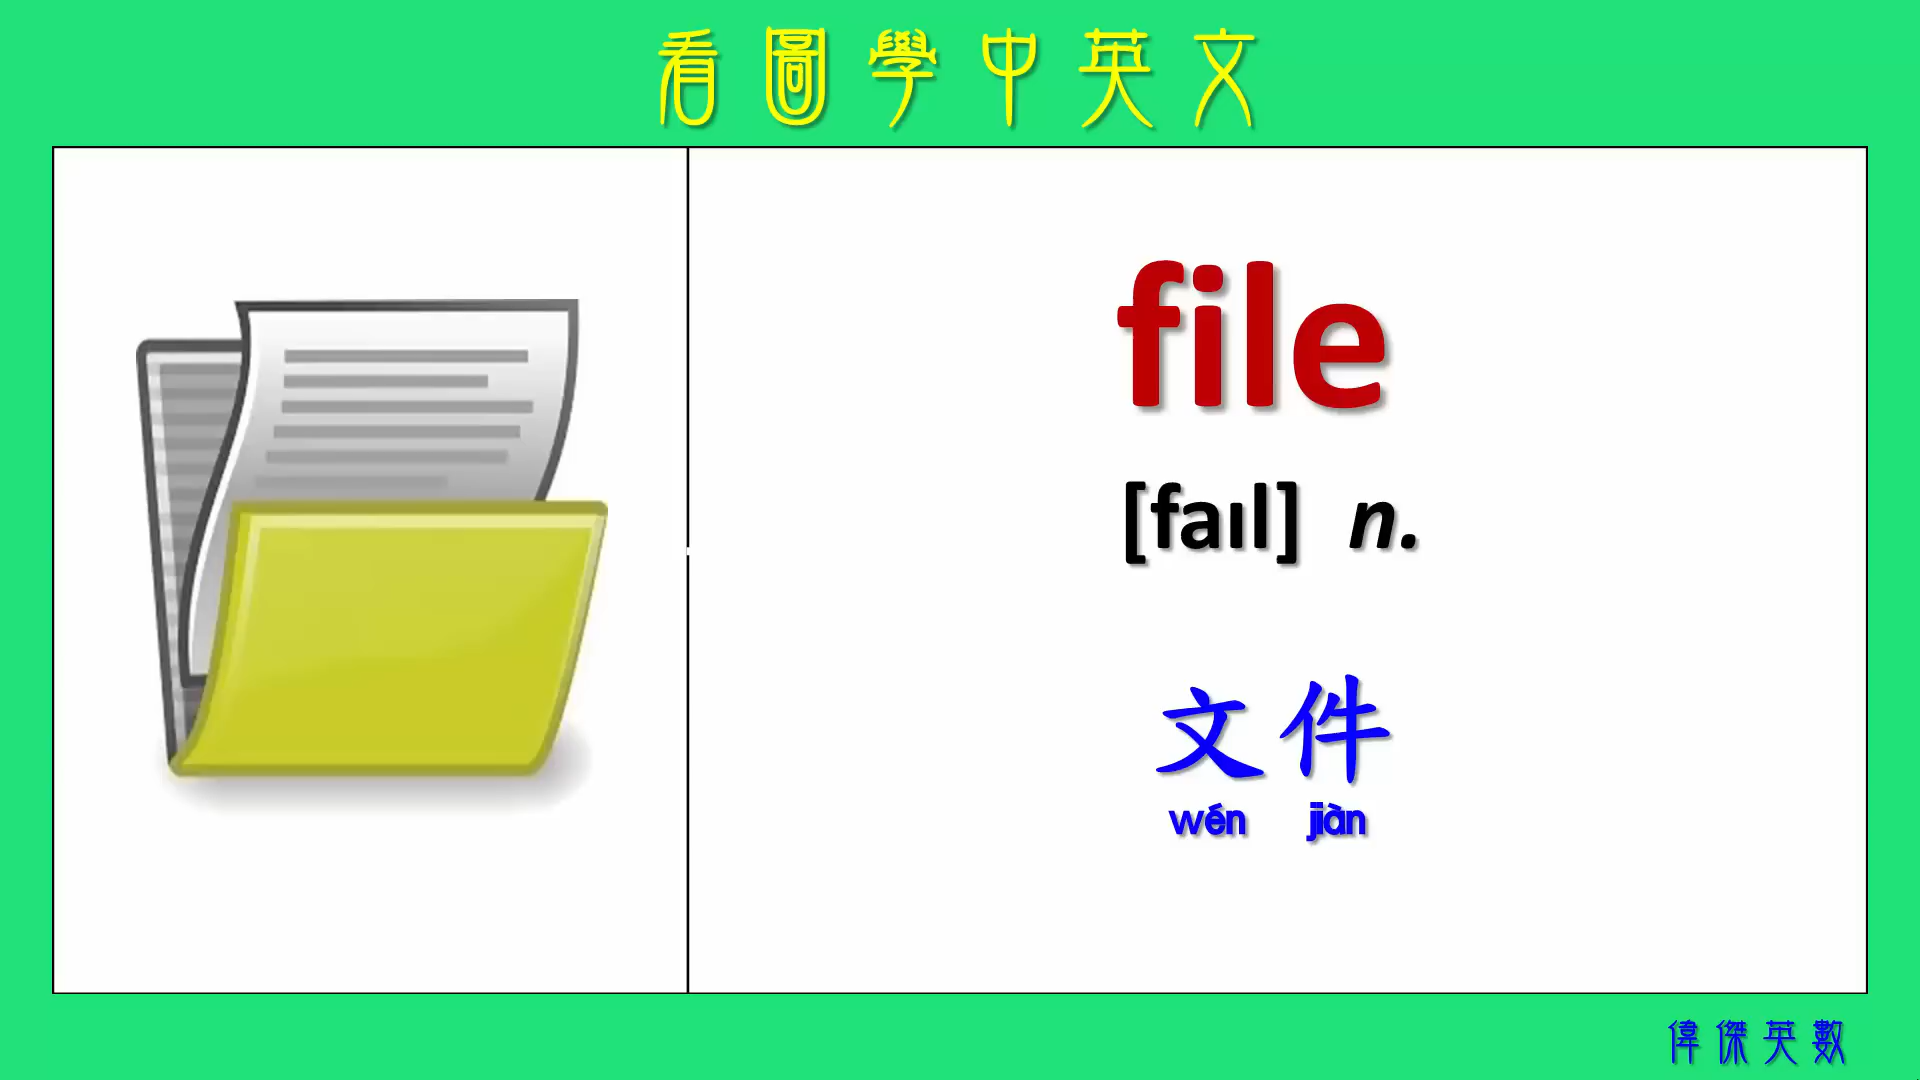 看圖學中英文
file
[faɪl] n.
文件
wén jiàn
偉傑英數